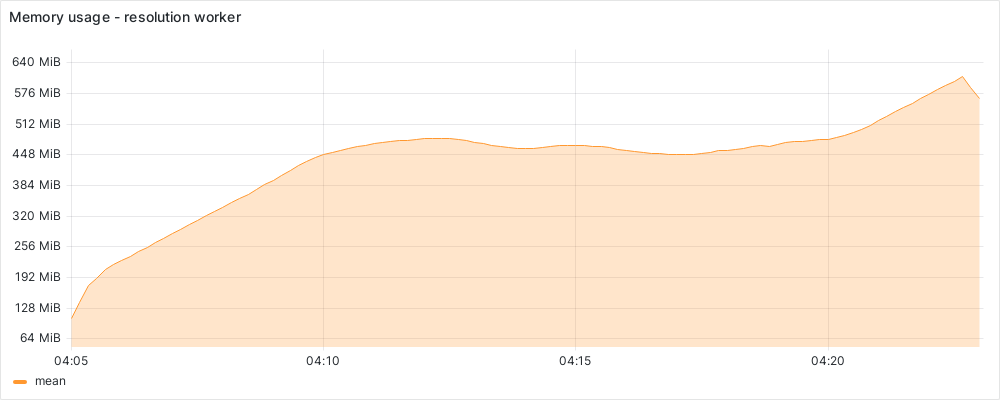 Memory usage - resolution worker
640 MiB
576 MiB
512 MiB
448 MiB
384 MiB
320 MiB
256 MiB
192 MiB
128 MiB
64 MiB
04:05 04:10 04:15 04:20
mean